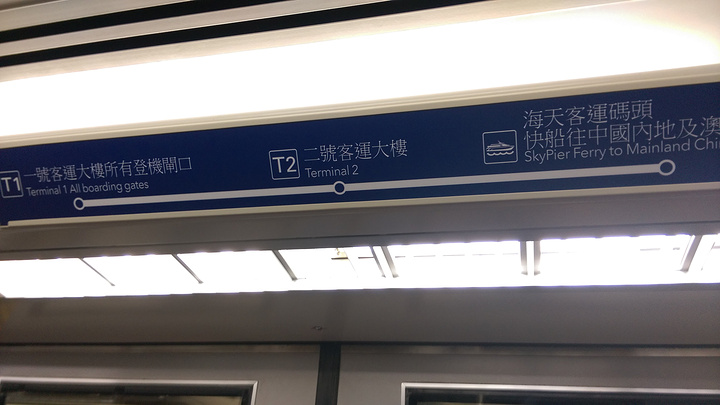 T1
一號客運大樓所有登機閘口
Terminal 1 All boarding gates
T2
二號客運大樓
Terminal 2
海天客運碼頭
快船往中國內地及澳
SkyPier Ferry to Mainland Chi